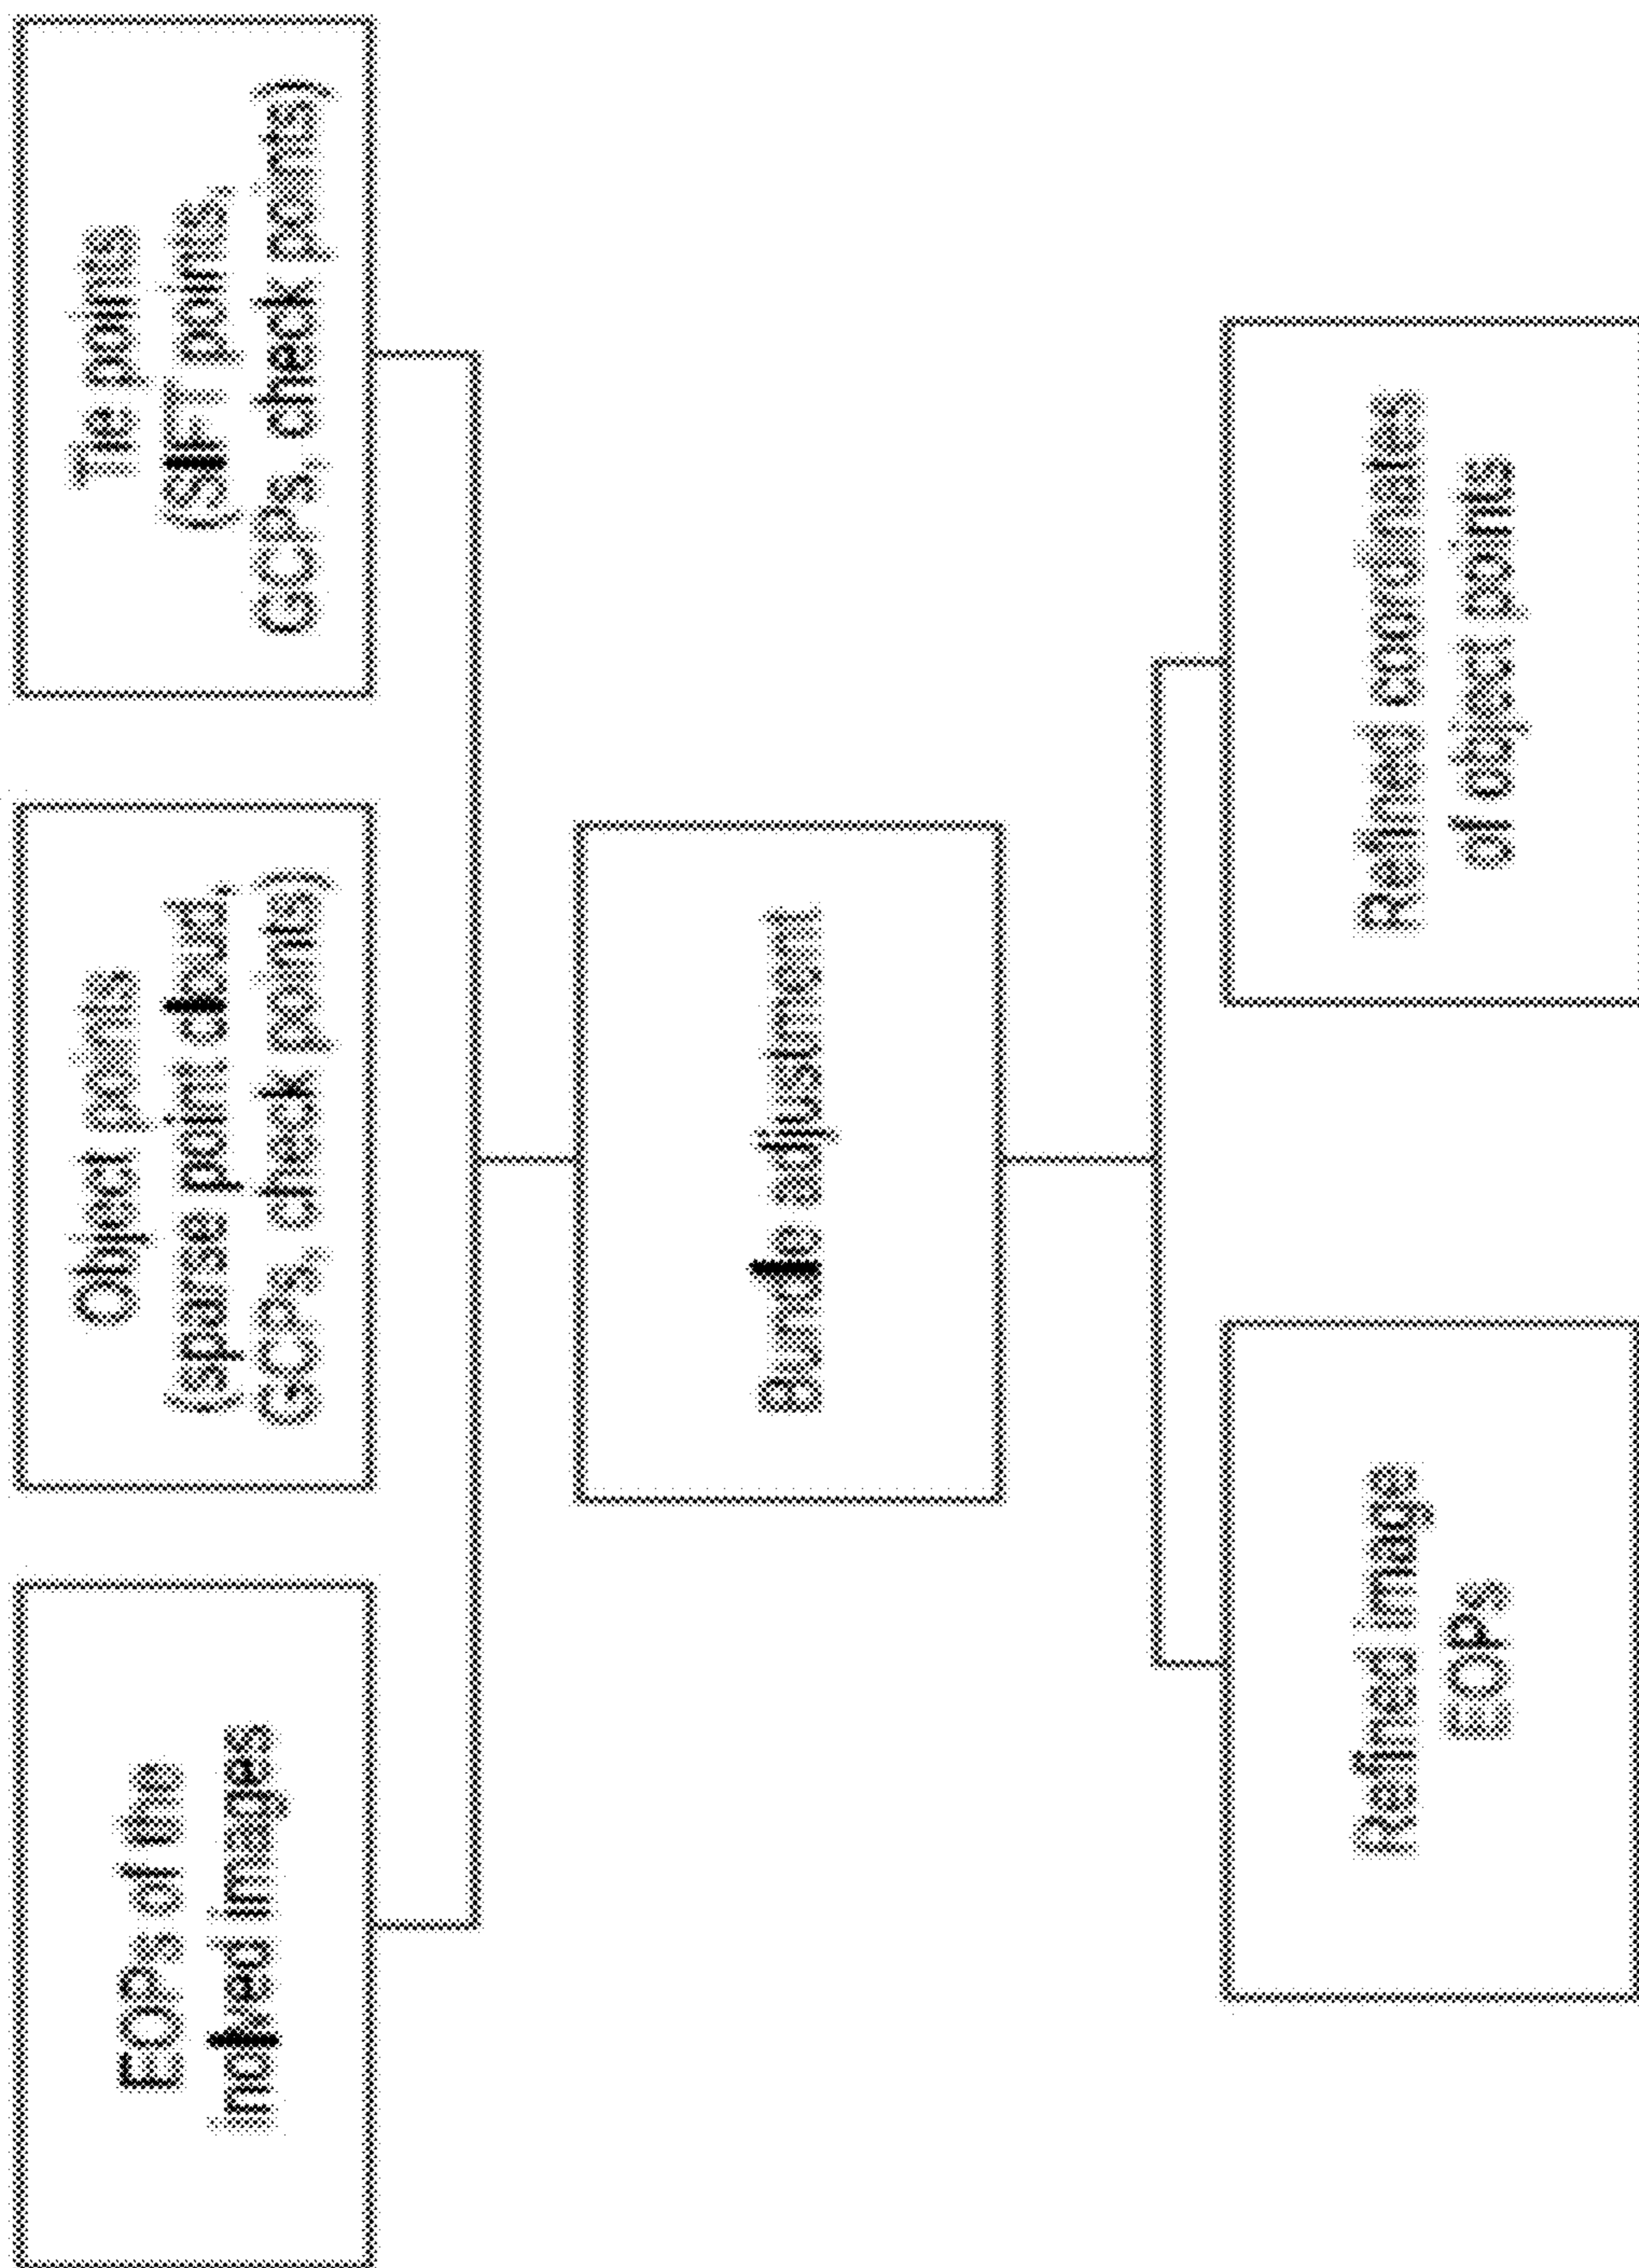 EOPs of the
involved images
Object points
(sparse point cloud,
GCPs, check points)
Tie points
(SIFT points,
GCPs, check points)
Bundle adjustment
Refined image
EOPs
Refined coordinates
of object points